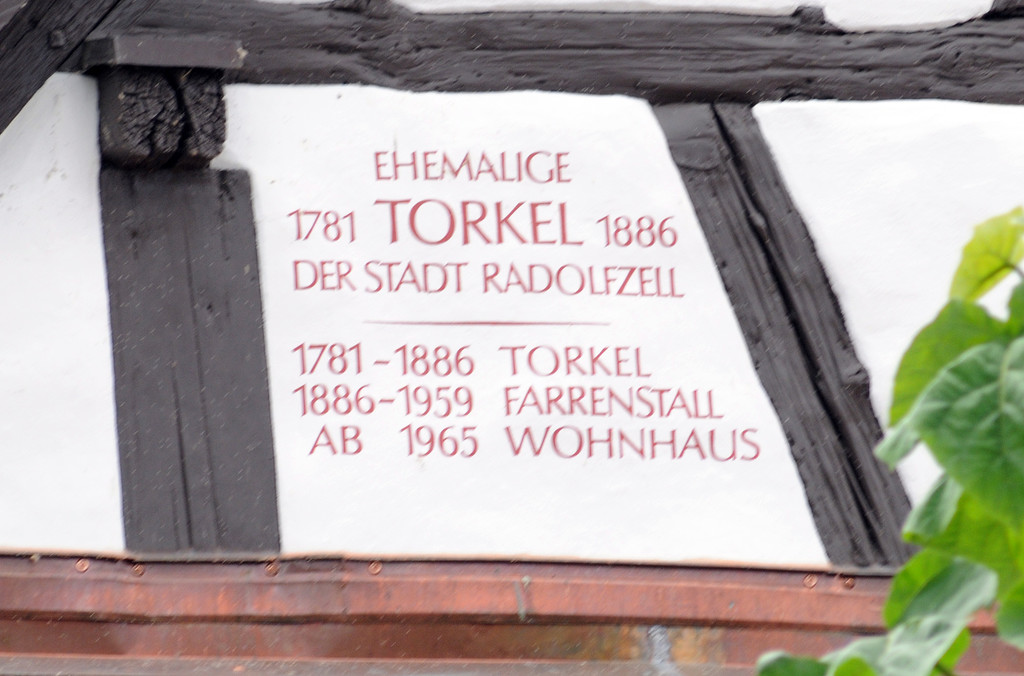 EHEMALIGE
1781 TORKEL 1886
DER STADT RADOLFZELL
1781-1886 TORKEL
1886-1959 FARRENSTALL
AB 1965 WOHNHAUS